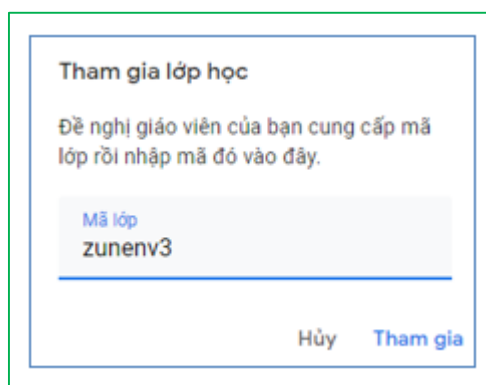 Tham gia lớp học
Đề nghị giáo viên của bạn cung cấp mã
lớp rồi nhập mã đó vào đây.
Mã lớp
zunenv3
Hủy Tham gia